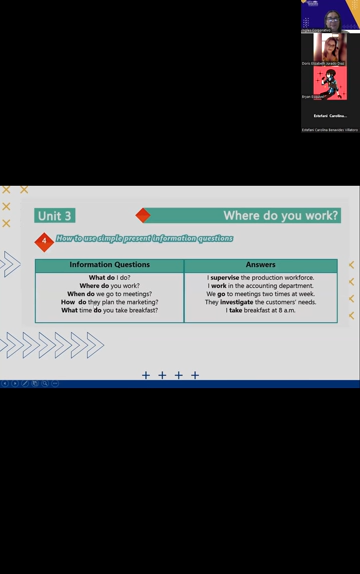 Estefani Carolina...
Unit 3
Where do you work?
4
How to use simple present information questions
Information Questions
Answers
What do I do?
I supervise the production workforce.
Where do you work?
I work in the accounting department.
When do we go to meetings?
We go to meetings two times at week.
How do they plan the marketing?
They investigate the customers' needs.
What time do you take breakfast?
I take breakfast at 8 a.m.